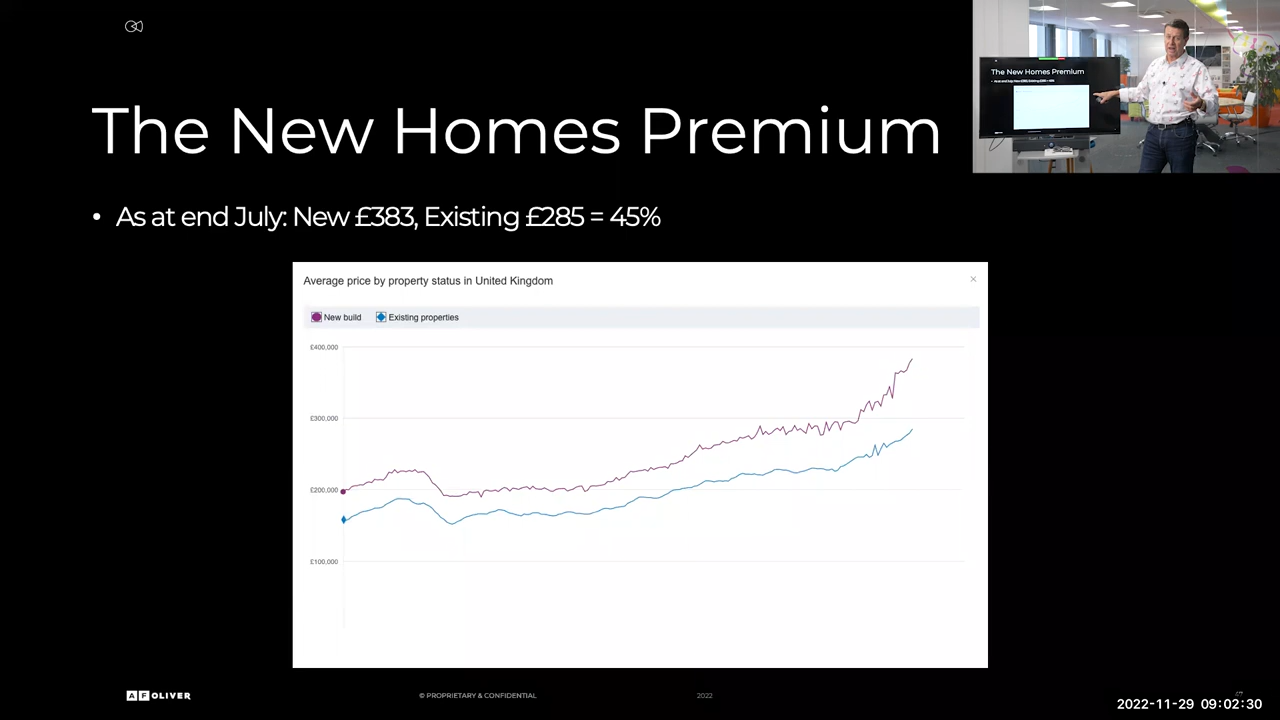 The New Homes Premium
• As at end July: New £383, Existing £285 = 45%
The New Homes Premium
Average price by property status in United Kingdom
New build
Existing properties
£400,000
£300,000
£200,000
£100,000
AF OLIVER
© PROPRIETARY & CONFIDENTIAL
2022
2022-11-29 09:02:30